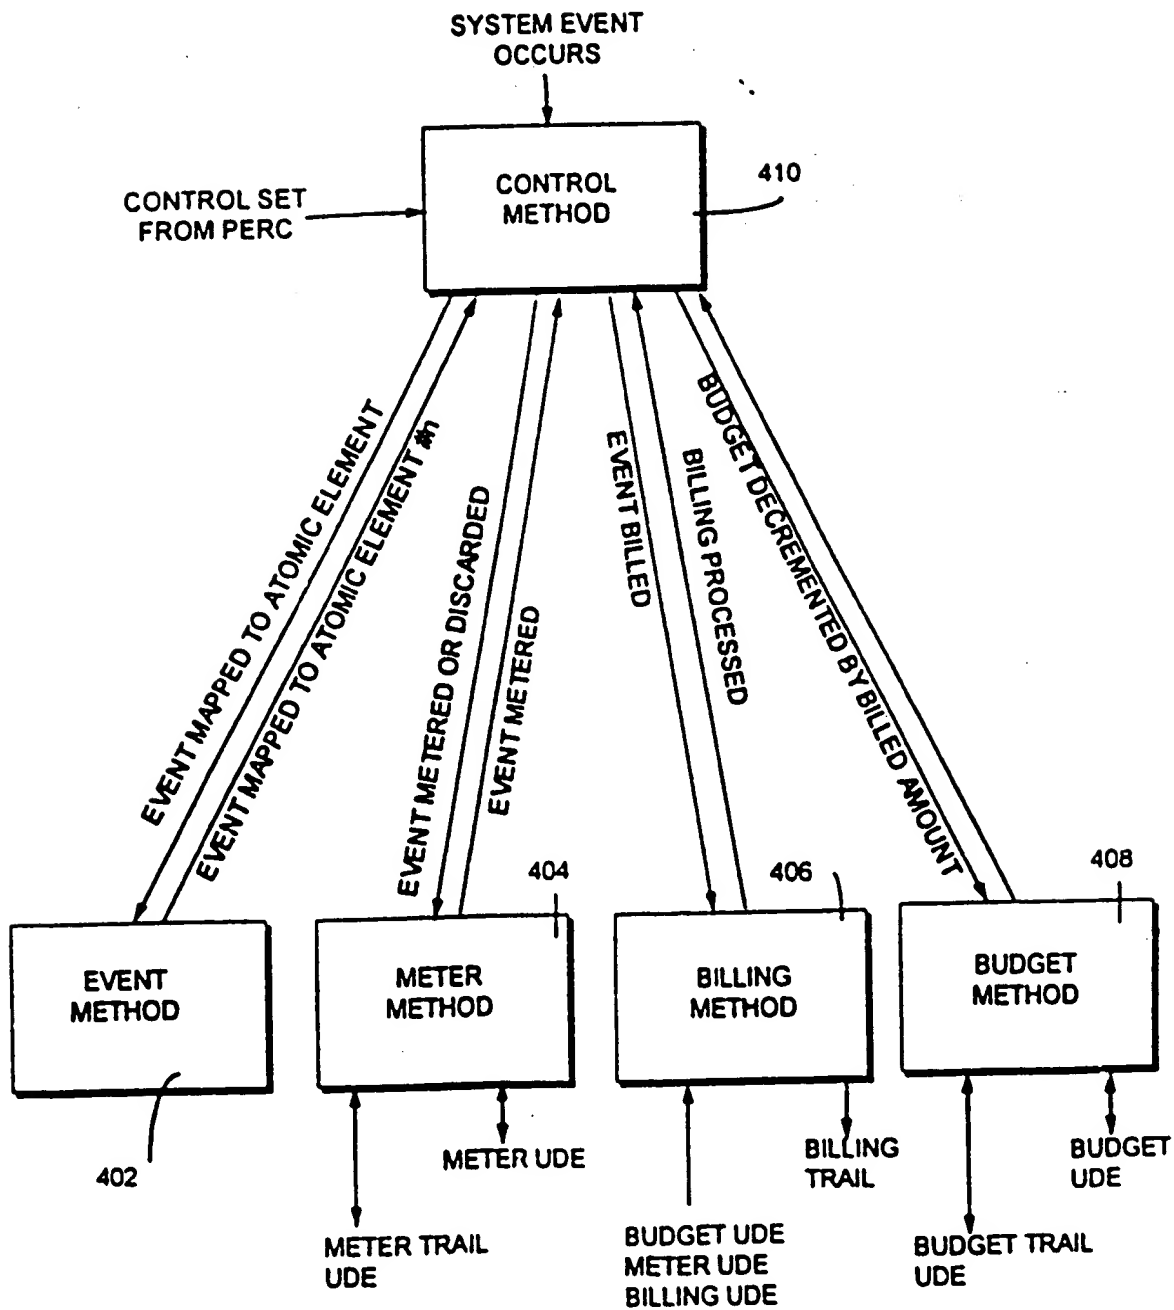 SYSTEM EVENT
OCCURS
CONTROL
METHOD
410
CONTROL SET
FROM PERC
EVENT MAPPED TO ATOMIC ELEMENT
EVENT MAPPED TO ATOMIC ELEMENT #n
EVENT METERED OR DISCARDED
EVENT METERED
EVENT BILLED
BILLING PROCESSED
BUDGET DECREMENTED BY BILLED AMOUNT
EVENT
METHOD
402
404
METER
METHOD
406
BILLING
METHOD
408
BUDGET
METHOD
METER UDE
METER TRAIL
UDE
BUDGET UDE
METER UDE
BILLING UDE
BILLING
TRAIL
BUDGET
UDE
BUDGET TRAIL
UDE